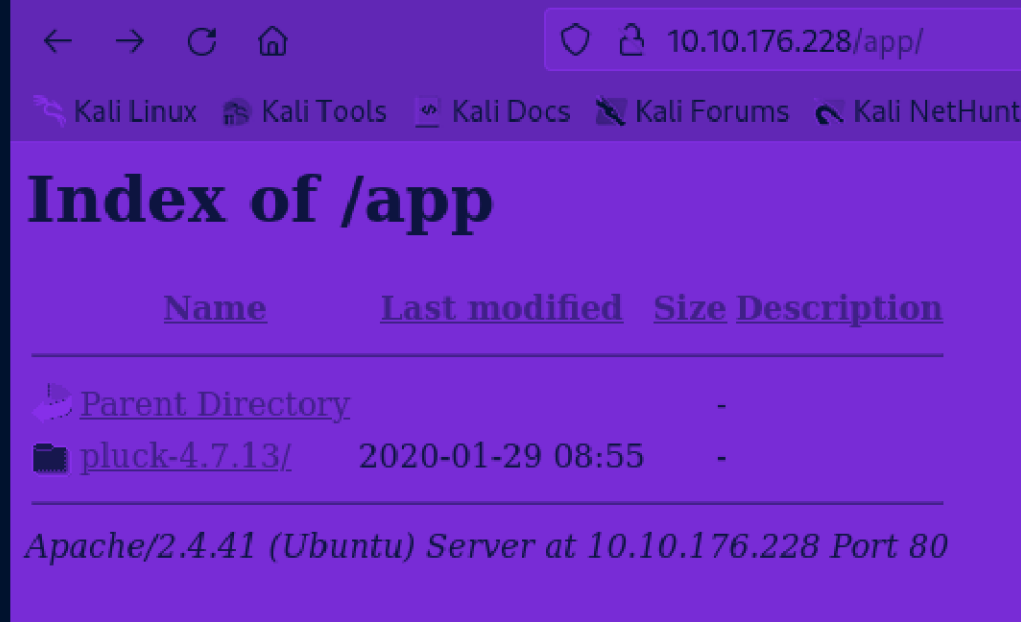 10.10.176.228/app/
Kali Linux Kali Tools Kali Docs Kali Forums Kali NetHunt
Index of /app
Name Last modified Size Description
Parent Directory -
pluck-4.7.13/ 2020-01-29 08:55 -
Apache/2.4.41 (Ubuntu) Server at 10.10.176.228 Port 80